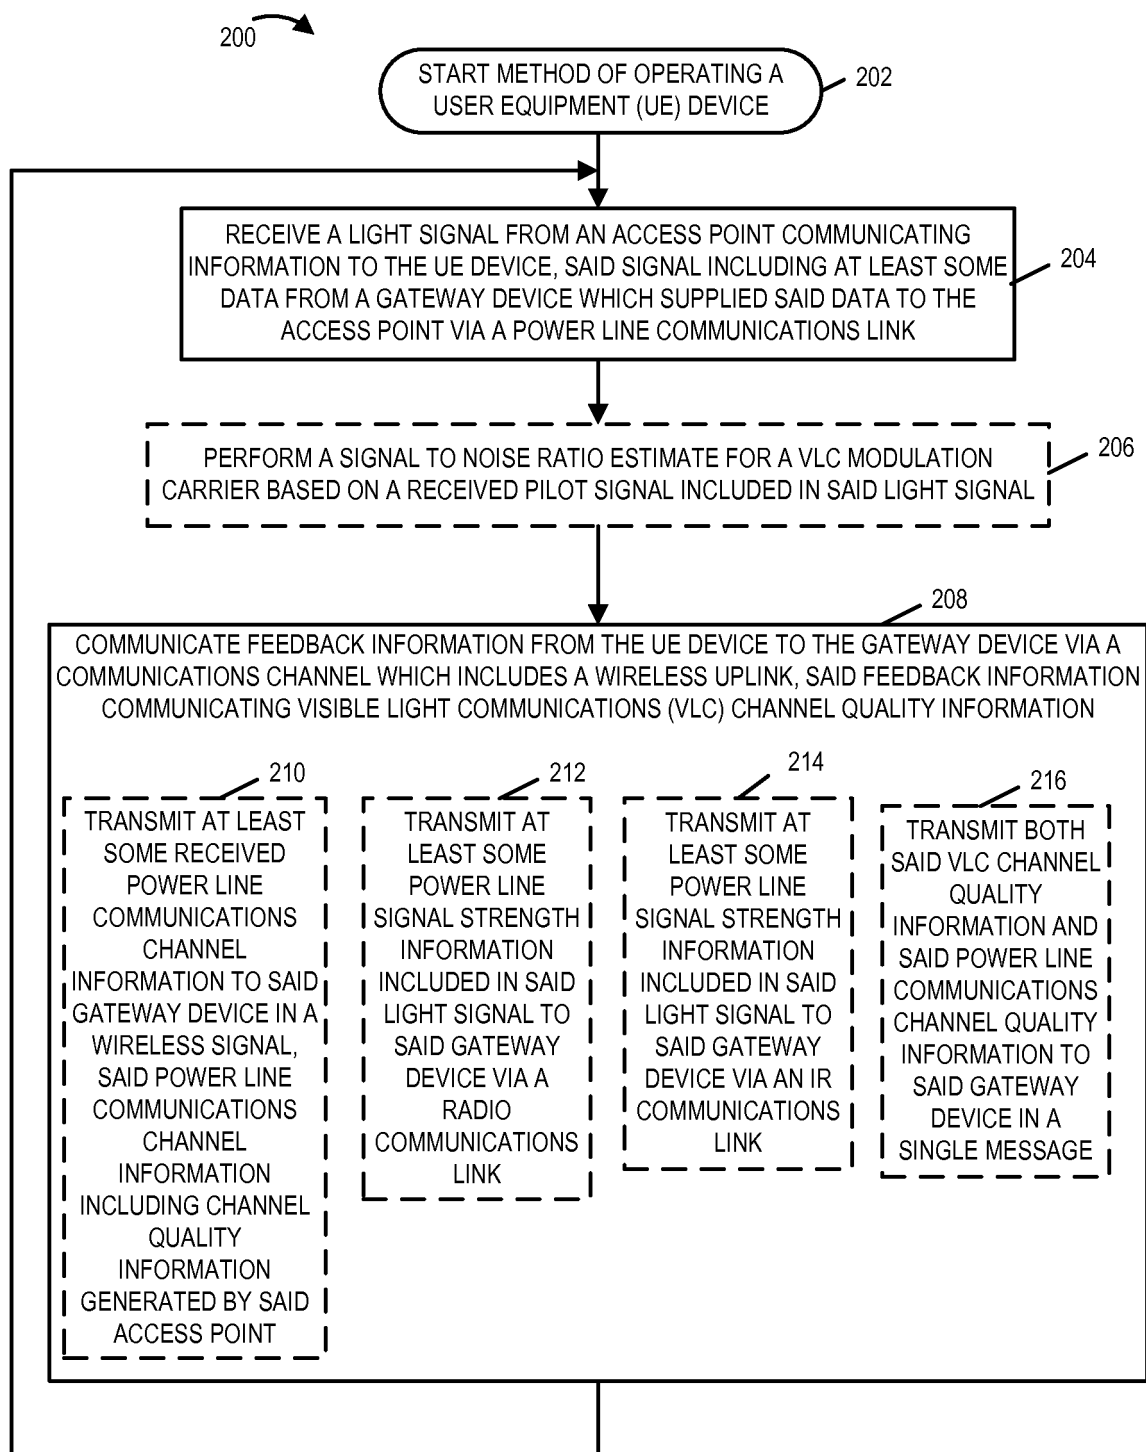 200
START METHOD OF OPERATING A
USER EQUIPMENT (UE) DEVICE
202
RECEIVE A LIGHT SIGNAL FROM AN ACCESS POINT COMMUNICATING
INFORMATION TO THE UE DEVICE, SAID SIGNAL INCLUDING AT LEAST SOME
DATA FROM A GATEWAY DEVICE WHICH SUPPLIED SAID DATA TO THE
ACCESS POINT VIA A POWER LINE COMMUNICATIONS LINK
204
PERFORM A SIGNAL TO NOISE RATIO ESTIMATE FOR A VLC MODULATION
CARRIER BASED ON A RECEIVED PILOT SIGNAL INCLUDED IN SAID LIGHT SIGNAL
206
208
COMMUNICATE FEEDBACK INFORMATION FROM THE UE DEVICE TO THE GATEWAY DEVICE VIA A
COMMUNICATIONS CHANNEL WHICH INCLUDES A WIRELESS UPLINK, SAID FEEDBACK INFORMATION
COMMUNICATING VISIBLE LIGHT COMMUNICATIONS (VLC) CHANNEL QUALITY INFORMATION
210
TRANSMIT AT LEAST
SOME RECEIVED
POWER LINE
COMMUNICATIONS
CHANNEL
INFORMATION TO SAID
GATEWAY DEVICE IN A
WIRELESS SIGNAL,
SAID POWER LINE
COMMUNICATIONS
CHANNEL
INFORMATION
INCLUDING CHANNEL
QUALITY
INFORMATION
GENERATED BY SAID
ACCESS POINT
212
TRANSMIT AT
LEAST SOME
POWER LINE
SIGNAL STRENGTH
INFORMATION
INCLUDED IN SAID
LIGHT SIGNAL TO
SAID GATEWAY
DEVICE VIA A
RADIO
COMMUNICATIONS
LINK
214
TRANSMIT AT
LEAST SOME
POWER LINE
SIGNAL STRENGTH
INFORMATION
INCLUDED IN SAID
LIGHT SIGNAL TO
SAID GATEWAY
DEVICE VIA AN IR
COMMUNICATIONS
LINK
216
TRANSMIT BOTH
SAID VLC CHANNEL
QUALITY
INFORMATION AND
SAID POWER LINE
COMMUNICATIONS
CHANNEL QUALITY
INFORMATION TO
SAID GATEWAY
DEVICE IN A
SINGLE MESSAGE